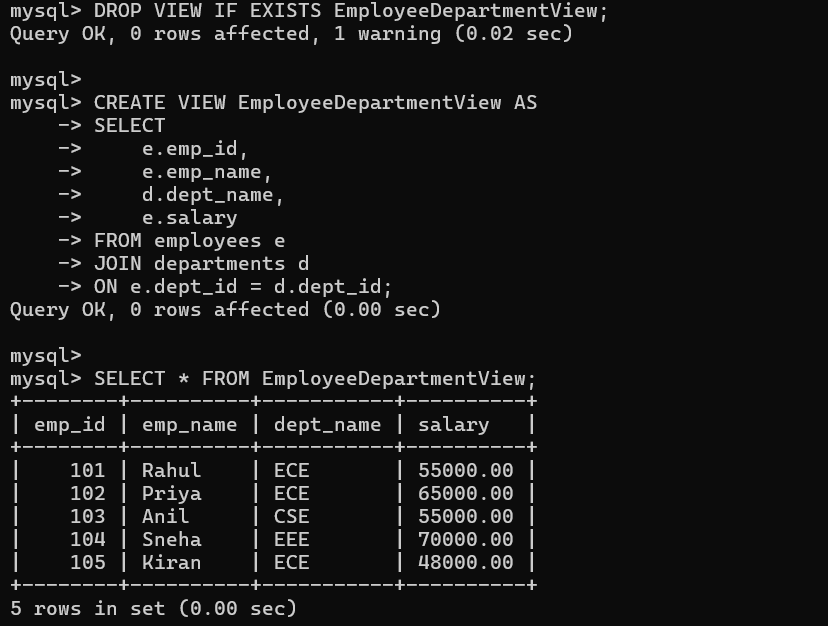 mysql> DROP VIEW IF EXISTS EmployeeDepartmentView;
Query OK, 0 rows affected, 1 warning (0.02 sec)
mysql>
mysql> CREATE VIEW EmployeeDepartmentView AS
    -> SELECT
    ->     e.emp_id,
    ->     e.emp_name,
    ->     d.dept_name,
    ->     e.salary
    -> FROM employees e
    -> JOIN departments d
    -> ON e.dept_id = d.dept_id;
Query OK, 0 rows affected (0.00 sec)
mysql>
mysql> SELECT * FROM EmployeeDepartmentView;
+--------+----------+-----------+----------+
| emp_id | emp_name | dept_name | salary   |
+--------+----------+-----------+----------+
|    101 | Rahul    | ECE       | 55000.00 |
|    102 | Priya    | ECE       | 65000.00 |
|    103 | Anil     | CSE       | 55000.00 |
|    104 | Sneha    | EEE       | 70000.00 |
|    105 | Kiran    | ECE       | 48000.00 |
+--------+----------+-----------+----------+
5 rows in set (0.00 sec)